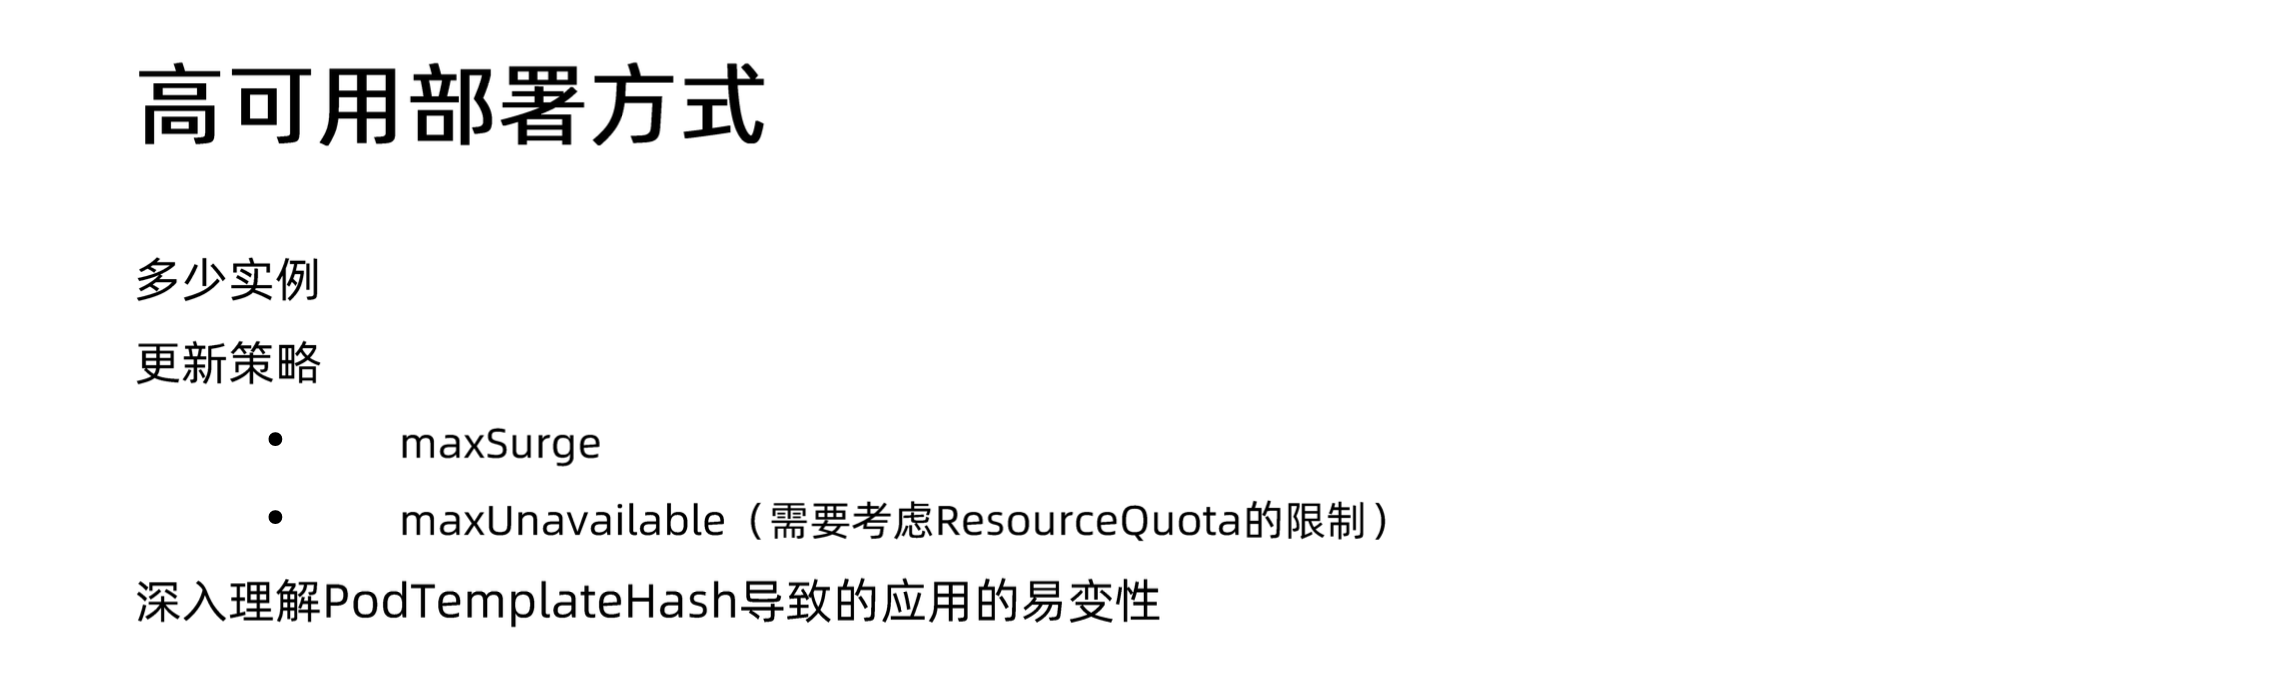 高可用部署方式
多少实例
更新策略
• maxSurge
• maxUnavailable（需要考虑ResourceQuota的限制）
深入理解PodTemplateHash导致的应用的易变性